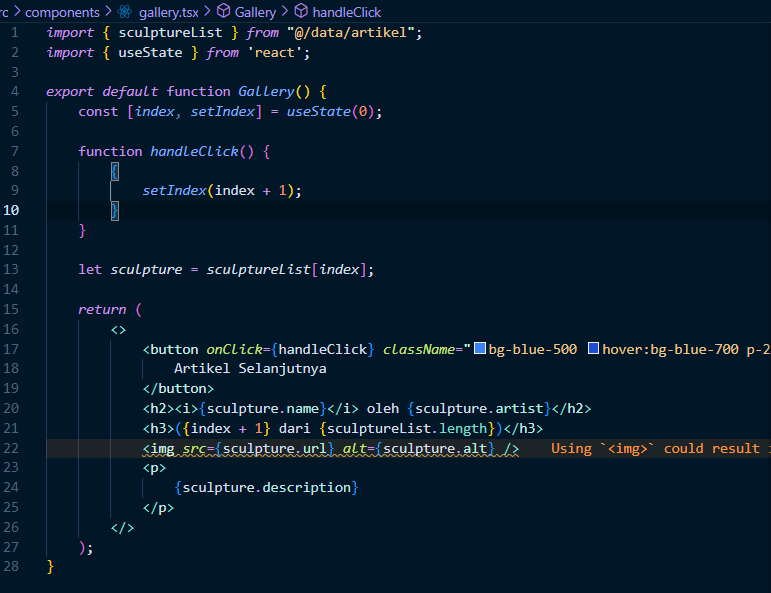 rc > components > gallery.tsx > Gallery > handleClick
1 import { sculptureList } from "@/data/artikel";
2 import { useState } from 'react';
3
4 export default function Gallery() {
5 const [index, setIndex] = useState(0);
6
7 function handleClick() {
8 {
9 setIndex(index + 1);
10 }
11 }
12
13 let sculpture = sculptureList[index];
14
15 return (
16 <>
17 <button onClick={handleClick} className="bg-blue-500 hover:bg-blue-700 p-2
18 Artikel Selanjutnya
19 </button>
20 <h2><i>{sculpture.name}</i> oleh {sculpture.artist}</h2>
21 <h3>({index + 1} dari {sculptureList.length})</h3>
22 <img src={sculpture.url} alt={sculpture.alt} /> Using `<img>` could result
23 <p>
24 {sculpture.description}
25 </p>
26 </>
27 );
28 }